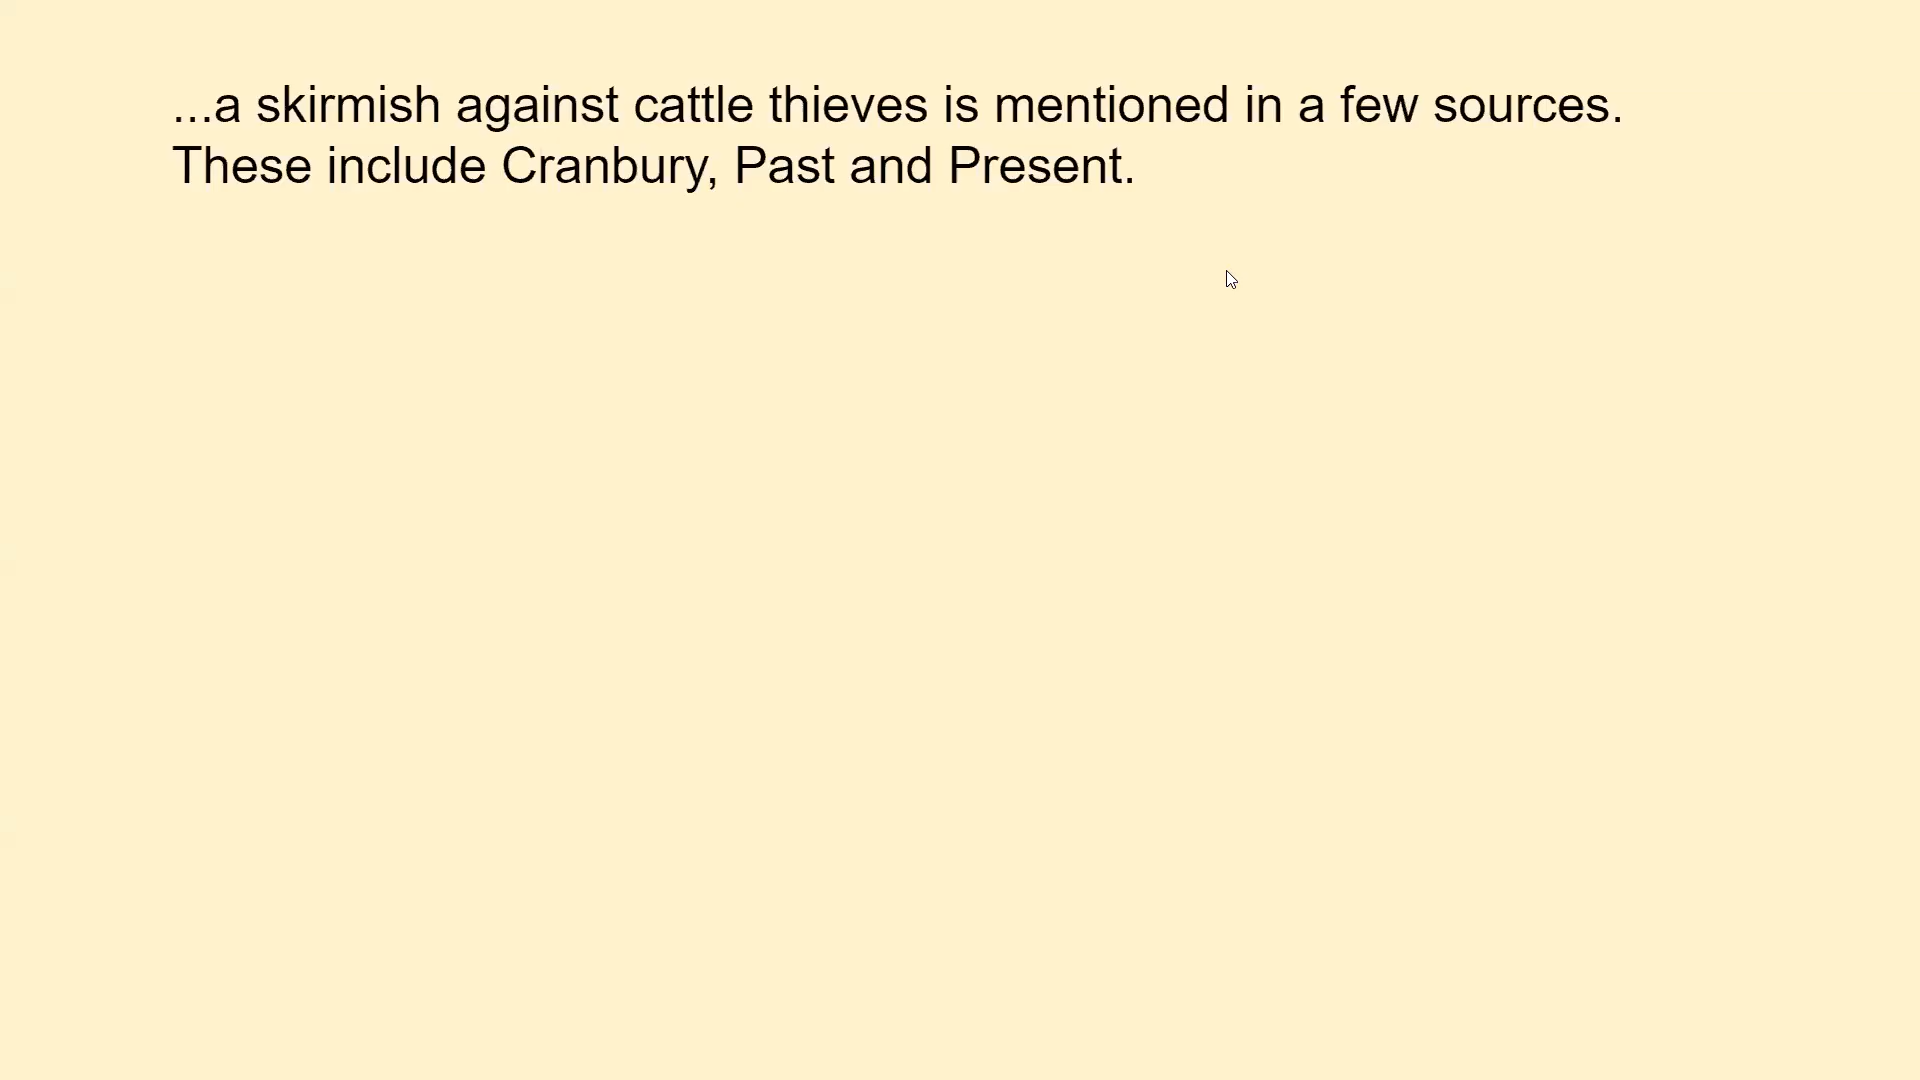 ...a skirmish against cattle thieves is mentioned in a few sources.
These include Cranbury, Past and Present.